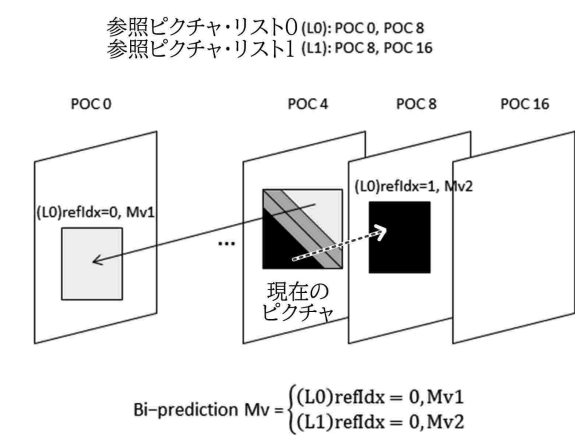 参照ピクチャ・リスト0 (L0): POC 0, POC 8
参照ピクチャ・リスト1 (L1): POC 8, POC 16
POC 0 POC 4 POC 8 POC 16
(L0)refIdx=0, Mv1
(L0)refIdx=1, Mv2
...
現在の
ピクチャ
Bi-prediction Mv = {(L0)refIdx = 0, Mv1
(L1)refIdx = 0, Mv2